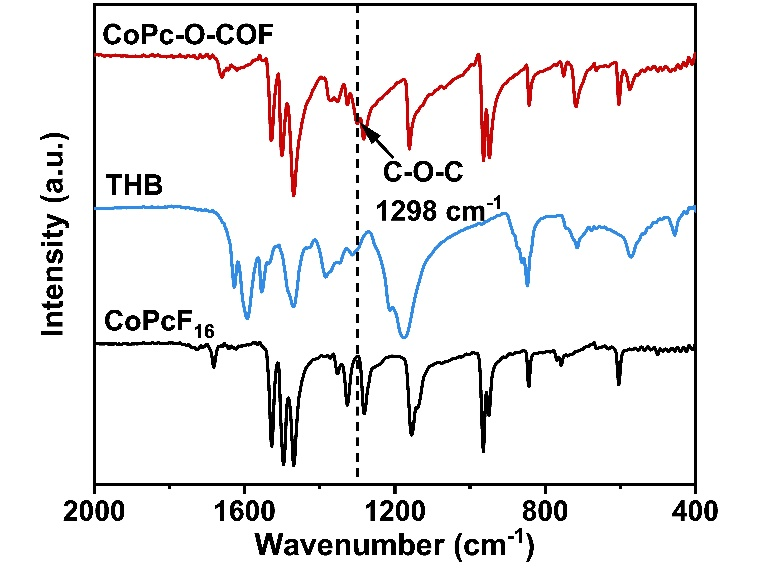 CoPc-O-COF
C-O-C
THB
1298 cm⁻¹
CoPcF₁₆
Intensity (a.u.)
2000 1600 1200 800 400
Wavenumber (cm⁻¹)